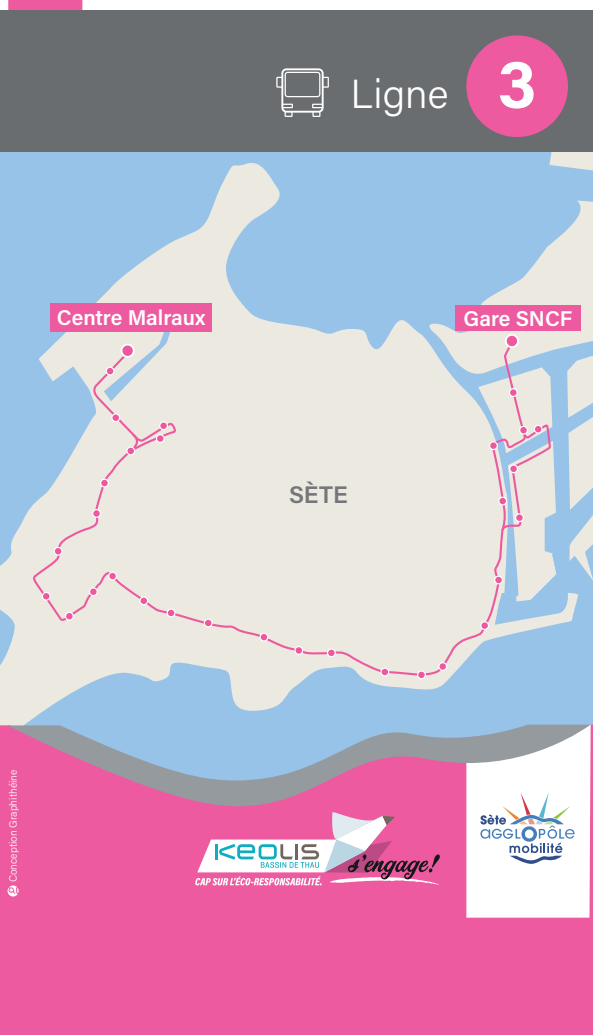 Ligne 3
Centre Malraux
Gare SNCF
SÈTE
Conception Graphithéine
KEOLIS
BASSIN DE THAU
s'engage!
CAP SUR L'ÉCO-RESPONSABILITÉ.
Sète
AGGLOPÔLE
mobilité